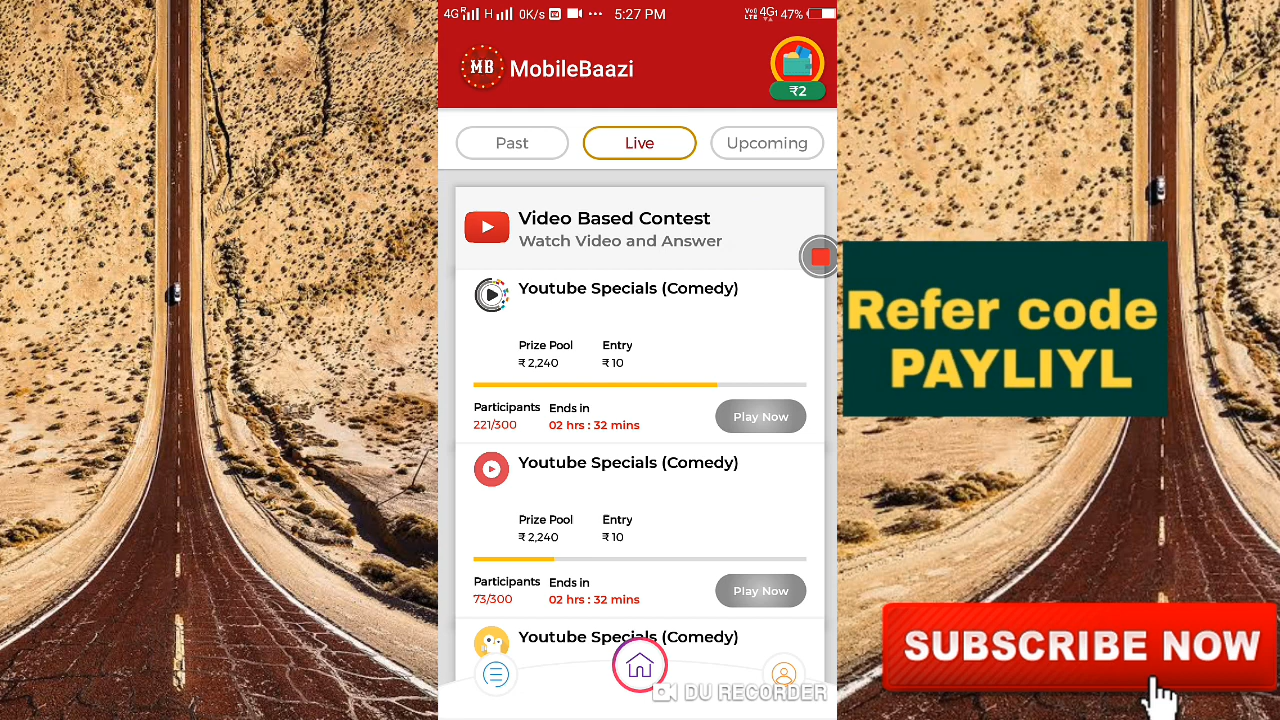 4G R H 0K/s 5:27 PM VoD LTE 4G 47%
MB MobileBaazi
₹2
Past Live Upcoming
Video Based Contest
Watch Video and Answer
Youtube Specials (Comedy)
Prize Pool Entry
₹ 2,240 ₹ 10
Participants Ends in
221/300 02 hrs : 32 mins
Play Now
Youtube Specials (Comedy)
Prize Pool Entry
₹ 2,240 ₹ 10
Participants Ends in
73/300 02 hrs : 32 mins
Play Now
Youtube Specials (Comedy)
DU RECORDER
Refer code
PAYLIYL
SUBSCRIBE NOW